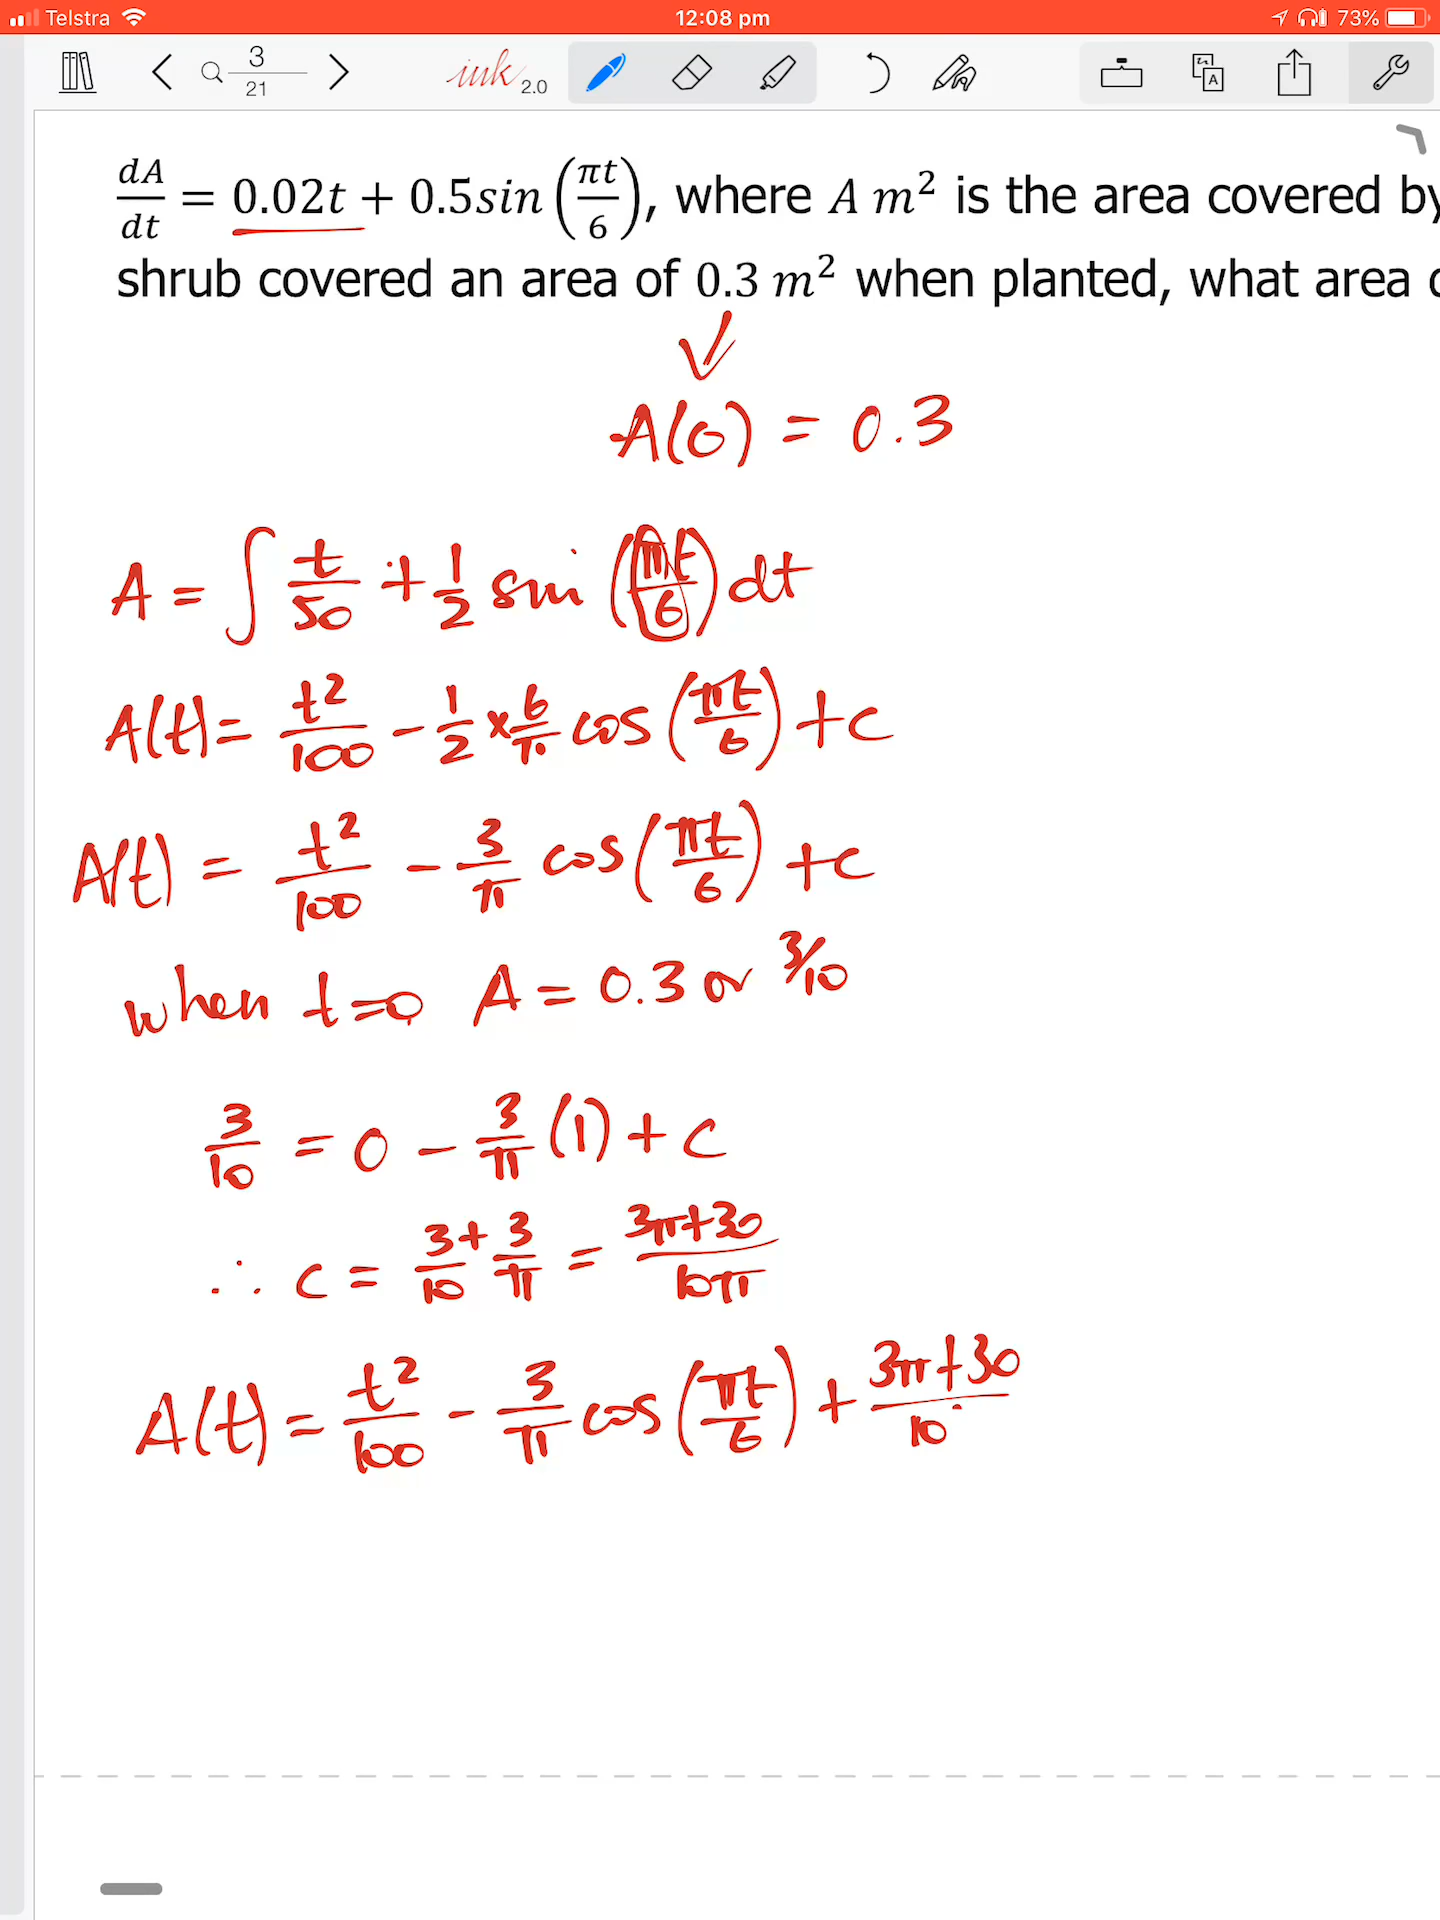 Telstra 12:08 pm 73%
3
21
ink 2.0
dA/dt = 0.02t + 0.5sin(πt/6), where A m² is the area covered by
shrub covered an area of 0.3 m² when planted, what area
A(0) = 0.3
A = ∫ t/50 + 1/2 sin (πt/6) dt
A(t) = t²/100 - 1/2 × 6/π cos (πt/6) + c
A(t) = t²/100 - 3/π cos (πt/6) + c
when t=0, A = 0.3 or 3/10
3/10 = 0 - 3/π (1) + c
∴ c = 3/10 + 3/π = 3π+30/10π
A(t) = t²/100 - 3/π cos (πt/6) + 3π+30/10